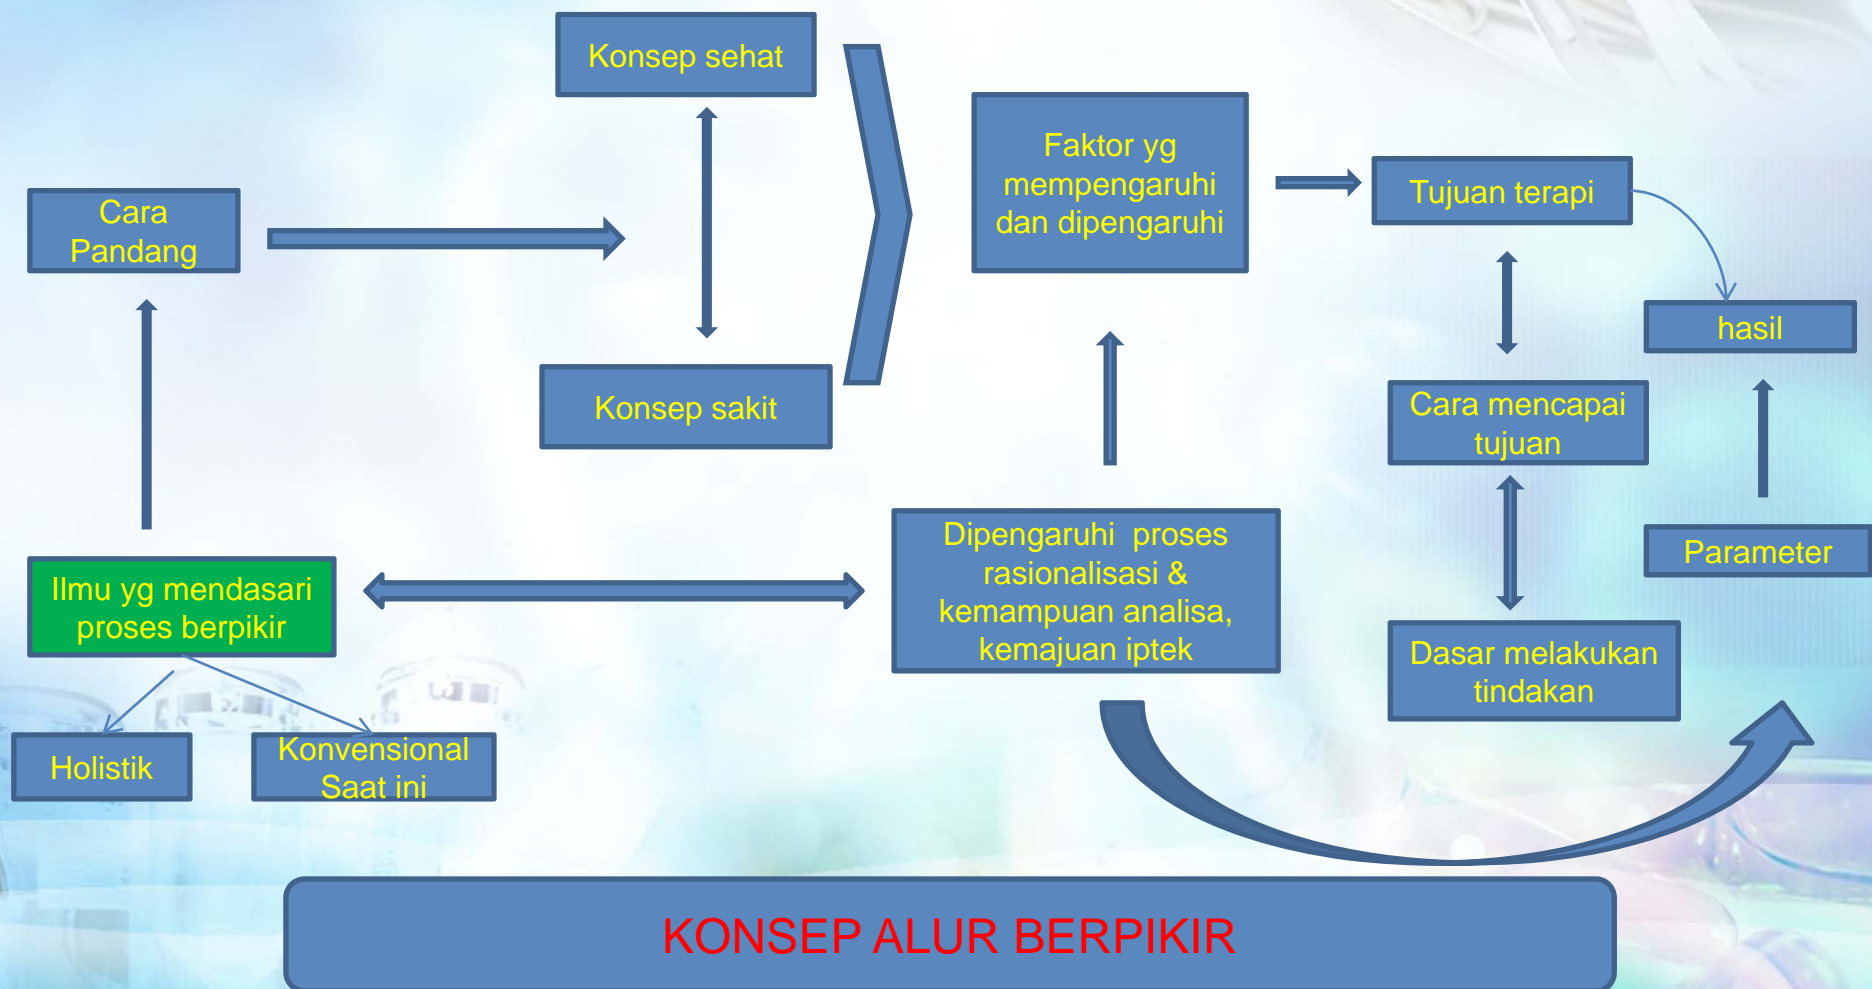 Konsep sehat
Faktor yg
mempengaruhi
dan dipengaruhi
Tujuan terapi
Cara
Pandang
hasil
Konsep sakit
Cara mencapai
tujuan
Dipengaruhi  proses
rasionalisasi &
kemampuan analisa,
kemajuan iptek
Parameter
Ilmu yg mendasari
proses berpikir
Dasar melakukan
tindakan
Holistik
Konvensional
Saat ini
KONSEP ALUR BERPIKIR